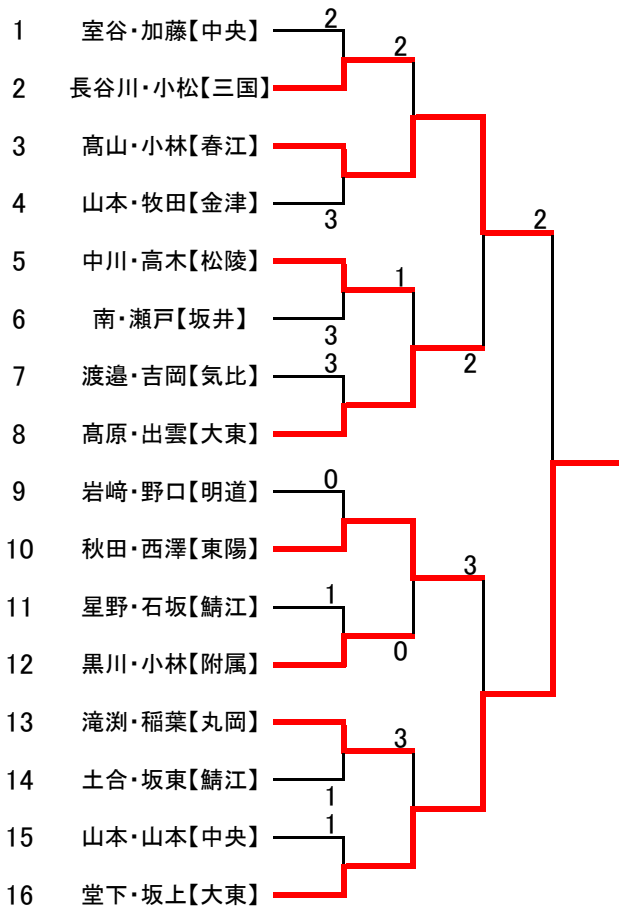 1 室谷・加藤【中央】 2
2
2 長谷川・小松【三国】
3 髙山・小林【春江】
4 山本・牧田【金津】 3
2
5 中川・高木【松陵】
1
6 南・瀬戸【坂井】 3
2
7 渡邉・吉岡【気比】 3
8 髙原・出雲【大東】
9 岩﨑・野口【明道】 0
10 秋田・西澤【東陽】
3
11 星野・石坂【鯖江】 1
0
12 黒川・小林【附属】
13 滝渕・稲葉【丸岡】
3
14 土合・坂東【鯖江】 1
15 山本・山本【中央】 1
16 堂下・坂上【大東】